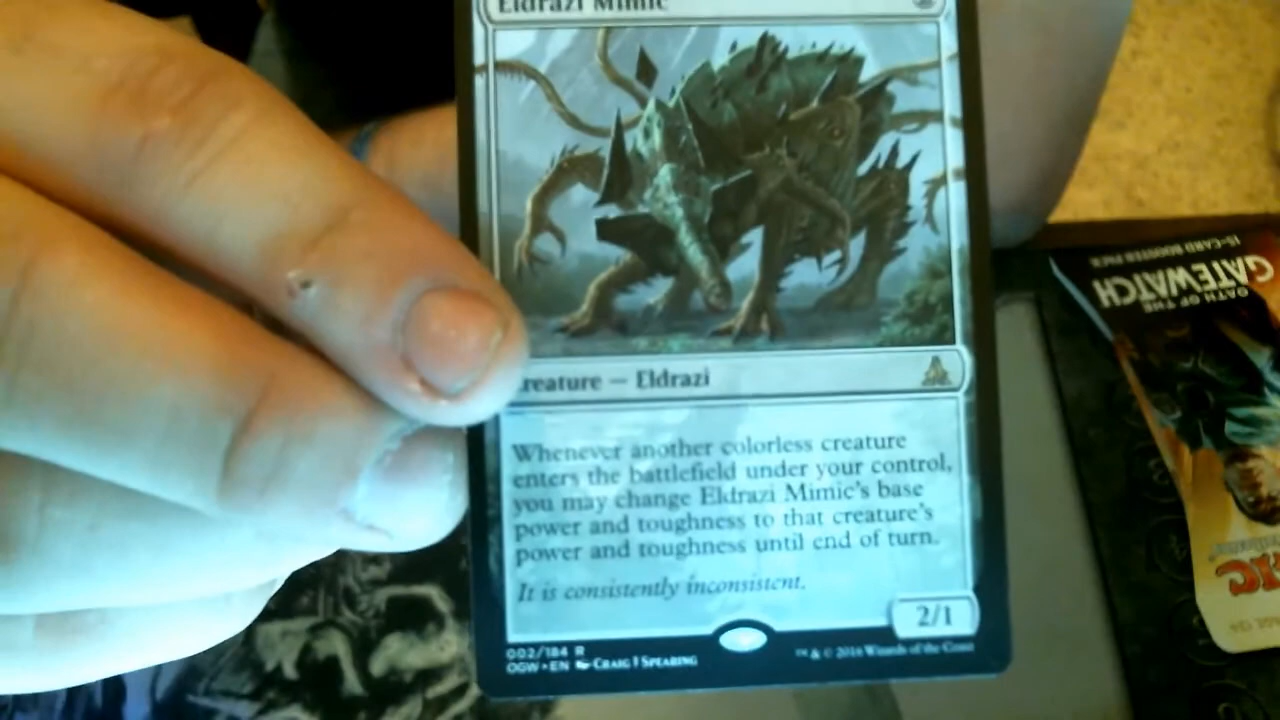 Eldrazi Mimic
Creature — Eldrazi
Whenever another colorless creature
enters the battlefield under your control,
you may change Eldrazi Mimic's base
power and toughness to that creature's
power and toughness until end of turn.
It is consistently inconsistent.
2/1
002/184 R
OGW • EN Craig J Spearing
™ & © 2016 Wizards of the Coast
OATH OF THE
GATEWATCH
15-CARD BOOSTER PACK